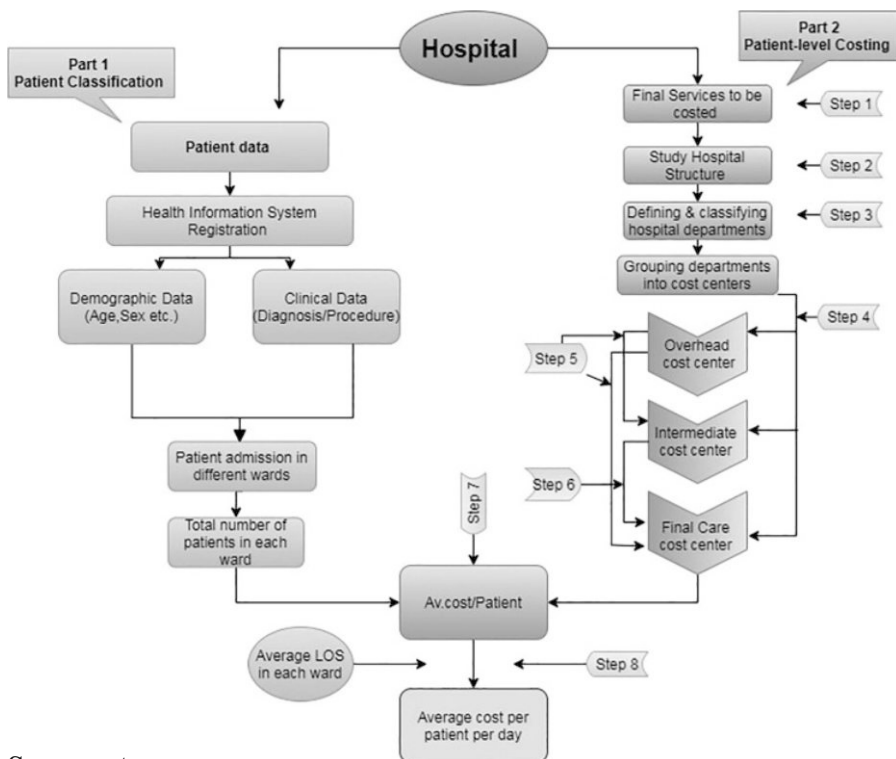 Hospital
Part 1
Patient Classification
Part 2
Patient-level Costing
Patient data
Health Information System
Registration
Demographic Data
(Age,Sex etc.)
Clinical Data
(Diagnosis/Procedure)
Patient admission in
different wards
Total number of
patients in each
ward
Final Services to be
costed
Step 1
Study Hospital
Structure
Step 2
Defining & classifying
hospital departments
Step 3
Grouping departments
into cost centers
Step 4
Overhead
cost center
Step 5
Intermediate
cost center
Step 6
Final Care
cost center
Step 7
Av.cost/Patient
Average LOS
in each ward
Step 8
Average cost per
patient per day